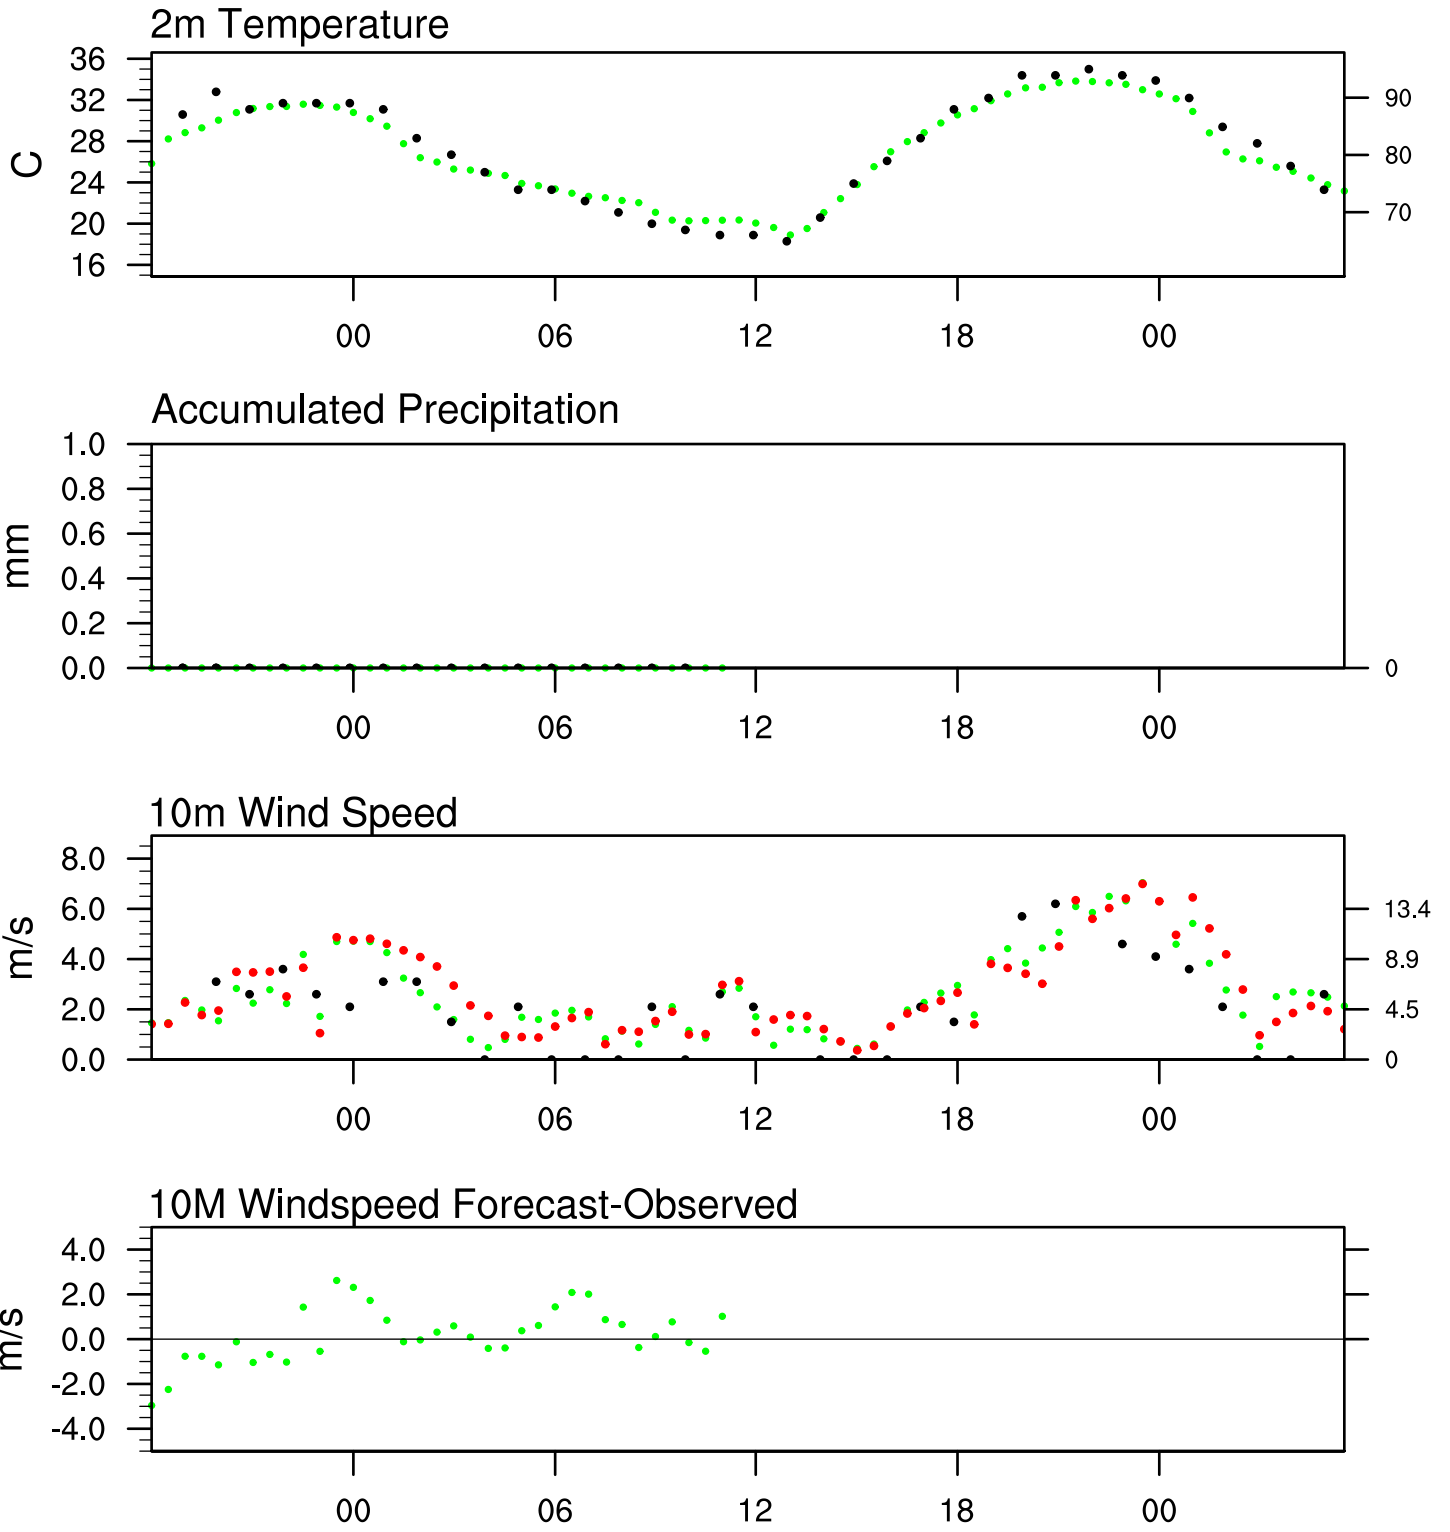 2m Temperature
36
32
28
24
20
16
C
90
80
70
00 06 12 18 00
Accumulated Precipitation
1.0
0.8
0.6
0.4
0.2
0.0
mm
0
00 06 12 18 00
10m Wind Speed
8.0
6.0
4.0
2.0
0.0
m/s
13.4
8.9
4.5
0
00 06 12 18 00
10M Windspeed Forecast-Observed
4.0
2.0
0.0
-2.0
-4.0
m/s
00 06 12 18 00